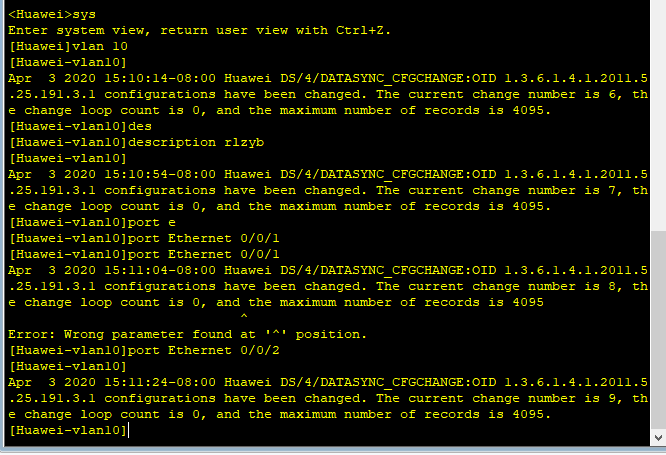 <Huawei>sys
Enter system view, return user view with Ctrl+Z.
[Huawei]vlan 10
[Huawei-vlan10]
Apr  3 2020 15:10:14-08:00 Huawei DS/4/DATASYNC_CFGCHANGE:OID 1.3.6.1.4.1.2011.5
.25.191.3.1 configurations have been changed. The current change number is 6, th
e change loop count is 0, and the maximum number of records is 4095.
[Huawei-vlan10]des
[Huawei-vlan10]description rlzyb
[Huawei-vlan10]
Apr  3 2020 15:10:54-08:00 Huawei DS/4/DATASYNC_CFGCHANGE:OID 1.3.6.1.4.1.2011.5
.25.191.3.1 configurations have been changed. The current change number is 7, th
e change loop count is 0, and the maximum number of records is 4095.
[Huawei-vlan10]port e
[Huawei-vlan10]port Ethernet 0/0/1
[Huawei-vlan10]port Ethernet 0/0/1
Apr  3 2020 15:11:04-08:00 Huawei DS/4/DATASYNC_CFGCHANGE:OID 1.3.6.1.4.1.2011.5
.25.191.3.1 configurations have been changed. The current change number is 8, th
e change loop count is 0, and the maximum number of records is 4095
^
Error: Wrong parameter found at '^' position.
[Huawei-vlan10]port Ethernet 0/0/2
[Huawei-vlan10]
Apr  3 2020 15:11:24-08:00 Huawei DS/4/DATASYNC_CFGCHANGE:OID 1.3.6.1.4.1.2011.5
.25.191.3.1 configurations have been changed. The current change number is 9, th
e change loop count is 0, and the maximum number of records is 4095.
[Huawei-vlan10]